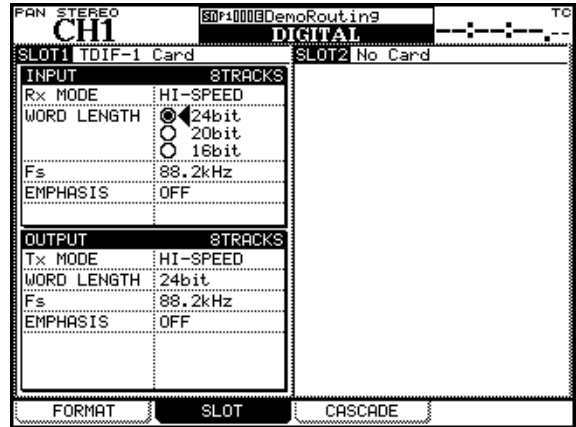 PAN STEREO
CH1
DemoRouting
DIGITAL
TC
--:--:--.--
SLOT1 TDIF-1 Card
SLOT2 No Card
INPUT 8TRACKS
Rx MODE HI-SPEED
WORD LENGTH 24bit
20bit
16bit
Fs 88.2kHz
EMPHASIS OFF
OUTPUT 8TRACKS
Tx MODE HI-SPEED
WORD LENGTH 24bit
Fs 88.2kHz
EMPHASIS OFF
FORMAT SLOT CASCADE